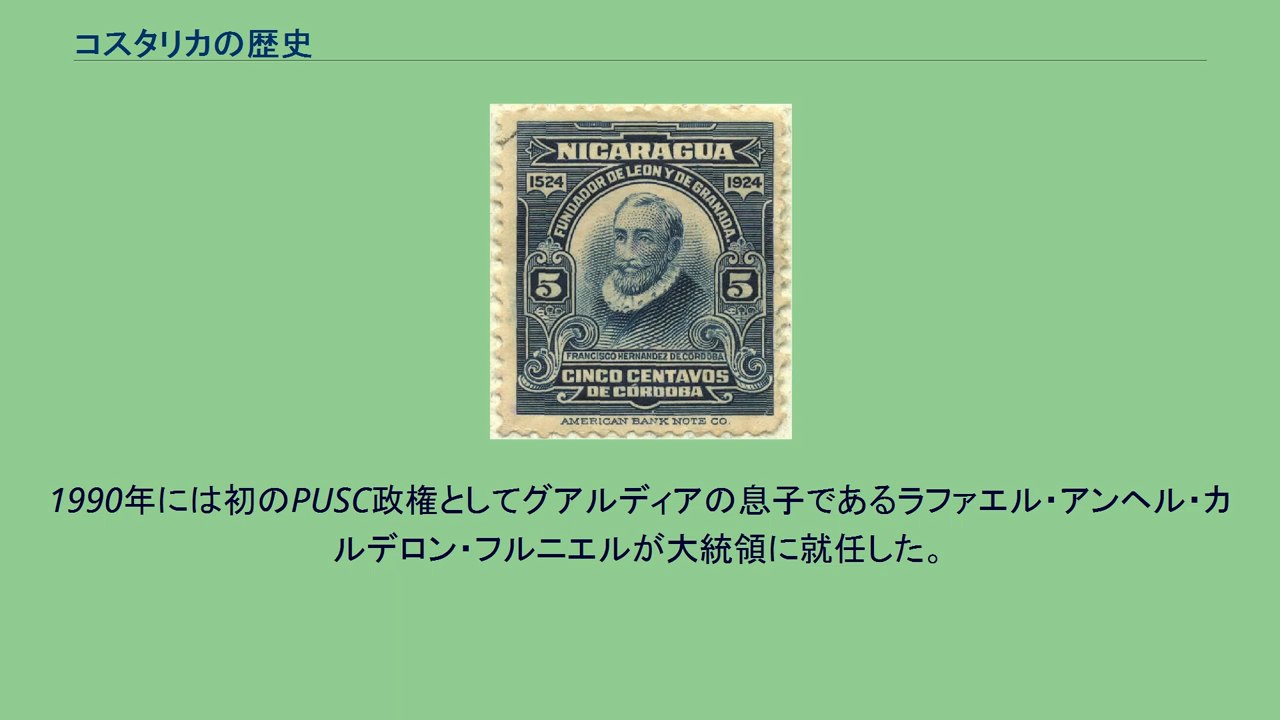 コスタリカの歴史
NICARAGUA
1524
1924
FUNDADOR DE LEON Y DE GRANADA.
5
5
FRANCISCO HERNANDEZ DE CÓRDOBA
CINCO CENTAVOS
DE CÓRDOBA
AMERICAN BANK NOTE CO.
1990年には初のPUSC政権としてグアルディアの息子であるラファエル・アンヘル・カ
ルデロン・フルニエルが大統領に就任した。